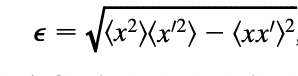 ϵ = √⟨x²⟩⟨x′²⟩ − ⟨xx′⟩²,